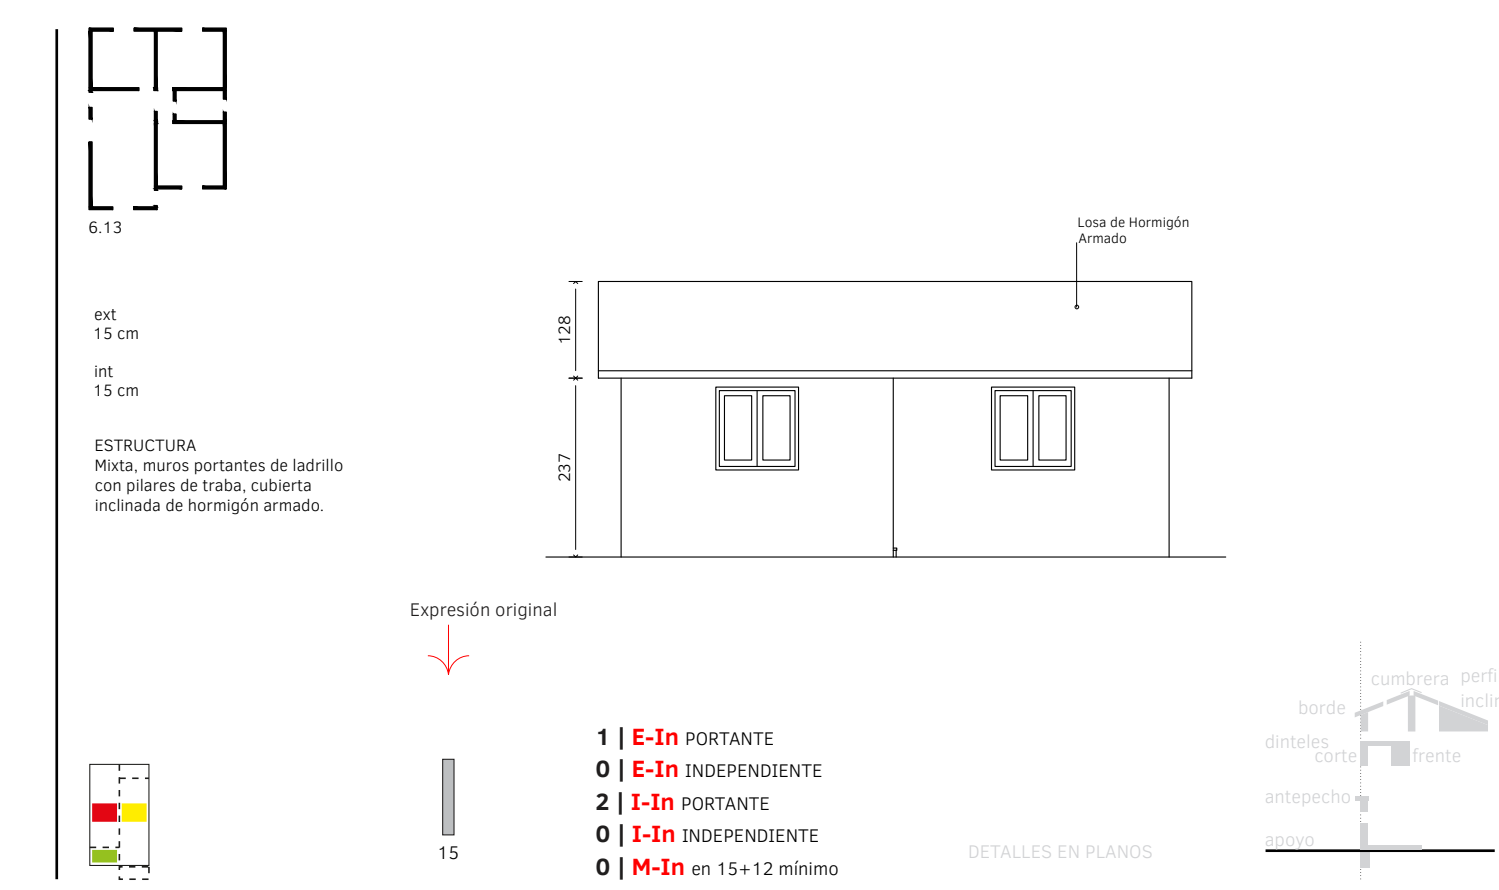 6.13
ext
15 cm
int
15 cm
ESTRUCTURA
Mixta, muros portantes de ladrillo
con pilares de traba, cubierta
inclinada de hormigón armado.
Losa de Hormigón
Armado
128
237
Expresión original
15
1 | E-In PORTANTE
0 | E-In INDEPENDIENTE
2 | I-In PORTANTE
0 | I-In INDEPENDIENTE
0 | M-In en 15+12 mínimo
DETALLES EN PLANOS
cumbrera perfi
inclin
borde
dinteles
corte frente
antepecho
apoyo